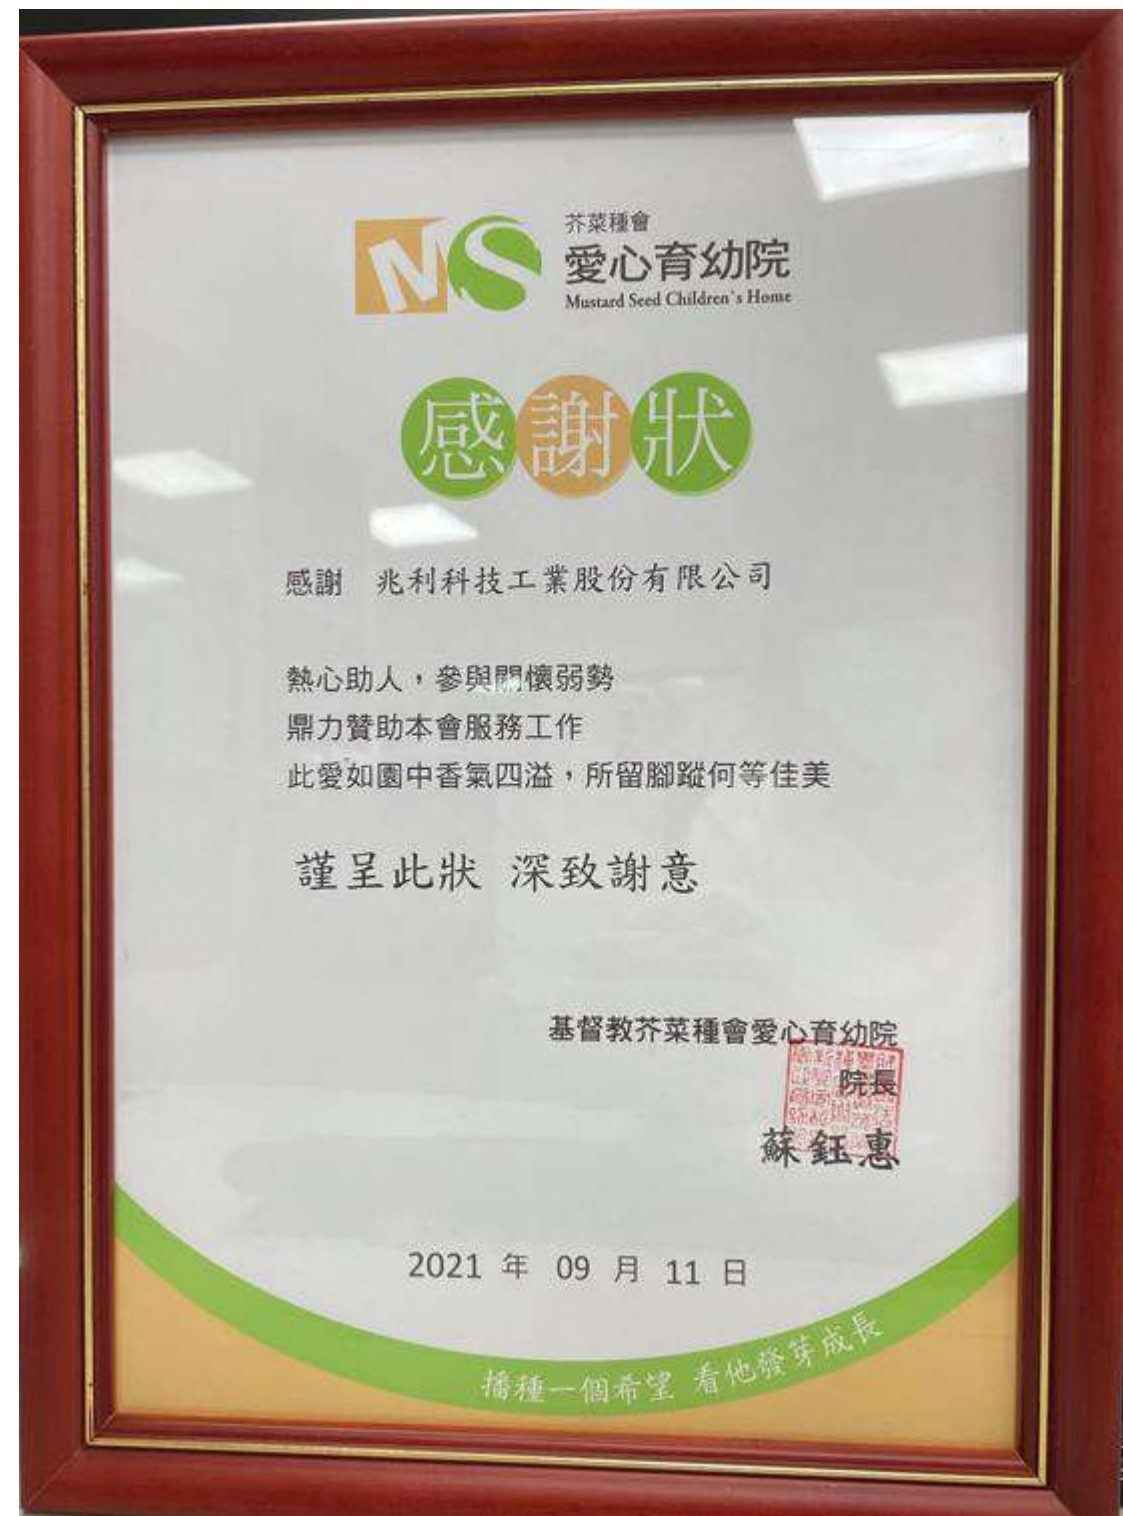 MS
芥菜種會
愛心育幼院
Mustard Seed Children's Home
感謝狀
感謝 兆利科技工業股份有限公司
熱心助人，參與關懷弱勢
鼎力贊助本會服務工作
此愛如園中香氣四溢，所留腳蹤何等佳美
謹呈此狀 深致謝意
基督教芥菜種會愛心育幼院
院長
蘇鈺惠
2021 年 09 月 11 日
播種一個希望 看他發芽成長